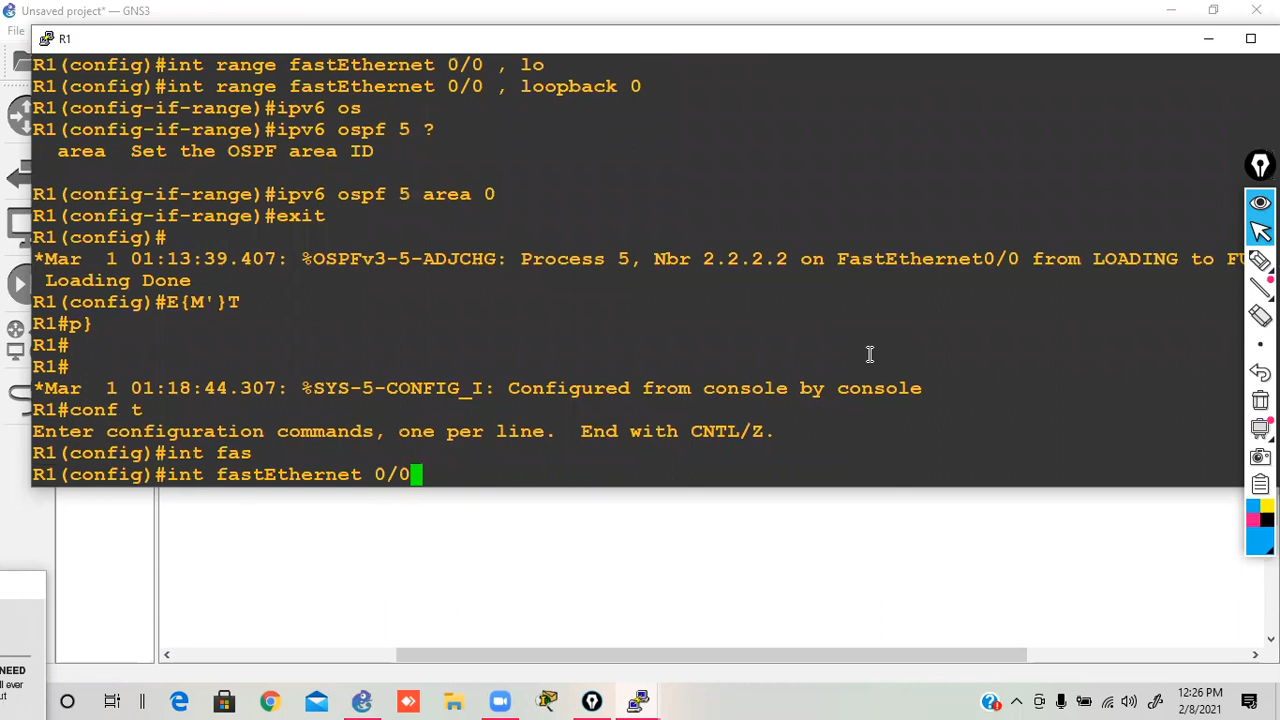 Unsaved project* — GNS3
File
R1
R1(config)#int range fastEthernet 0/0 , lo
R1(config)#int range fastEthernet 0/0 , loopback 0
R1(config-if-range)#ipv6 os
R1(config-if-range)#ipv6 ospf 5 ?
area Set the OSPF area ID
R1(config-if-range)#ipv6 ospf 5 area 0
R1(config-if-range)#exit
R1(config)#
*Mar 1 01:13:39.407: %OSPFv3-5-ADJCHG: Process 5, Nbr 2.2.2.2 on FastEthernet0/0 from LOADING to FU
Loading Done
R1(config)#E{M'}T
R1#p}
R1#
R1#
*Mar 1 01:18:44.307: %SYS-5-CONFIG_I: Configured from console by console
R1#conf t
Enter configuration commands, one per line. End with CNTL/Z.
R1(config)#int fas
R1(config)#int fastEthernet 0/0
NEED
ll ever
ut
12:26 PM
2/8/2021